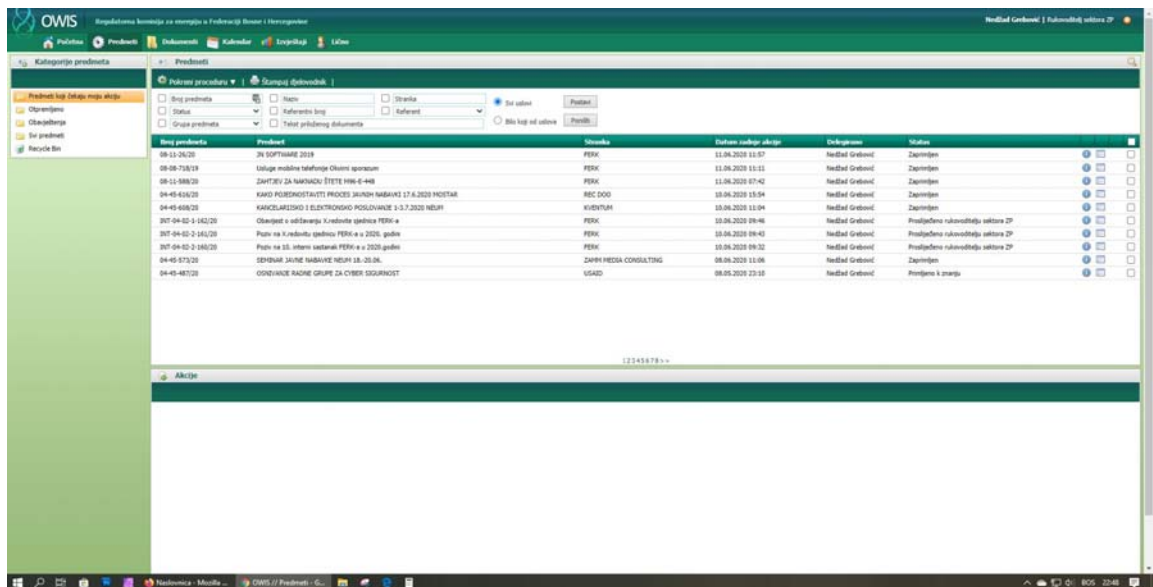 OWIS Regulatorna komisija za energiju u Federaciji Bosne i Hercegovine Nedžad Grebović | Rukovoditelj sektora ZP
Početna Predmeti Dokumenti Kalendar Izvještaji Lično
Kategorije predmeta
Predmeti koji čekaju moju akciju
Otpremljeno
Obavještenja
Svi predmeti
Recycle Bin
Predmeti
Pokreni proceduru ▼ | Štampaj djelovodnik |
Broj predmeta Naziv Stranka
Status Referentni broj Referent
Grupa predmeta Tekst priloženog dokumenta
Svi uslovi Postavi
Bilo koji od uslova Poništi
Broj predmeta Predmet Stranka Datum zadnje akcije Delegirano Status
08-11-26/20 JN SOFTWARE 2019 FERK 11.06.2020 11:57 Nedžad Grebović Zaprimljen
08-08-718/19 Usluge mobilne telefonije Okvirni sporazum FERK 11.06.2020 11:11 Nedžad Grebović Zaprimljen
08-11-588/20 ZAHTJEV ZA NAKNADU ŠTETE M96-E-448 FERK 11.06.2020 07:42 Nedžad Grebović Zaprimljen
04-45-616/20 KAKO POJEDNOSTAVITI PROCES JAVNIH NABAVKI 17.6.2020 MOSTAR REC DOO 10.06.2020 15:54 Nedžad Grebović Zaprimljen
04-45-608/20 KANCELARIJSKO I ELEKTRONSKO POSLOVANJE 1-3.7.2020 NEUM KVENTUM 10.06.2020 11:04 Nedžad Grebović Zaprimljen
INT-04-02-1-162/20 Obavijest o održavanju X.redovite sjednice FERK-a FERK 10.06.2020 09:46 Nedžad Grebović Proslijeđeno rukovoditelju sektora ZP
INT-04-02-2-161/20 Poziv na X.redovitu sjednicu FERK-a u 2020. godini FERK 10.06.2020 09:43 Nedžad Grebović Proslijeđeno rukovoditelju sektora ZP
INT-04-02-2-160/20 Poziv na 10. interni sastanak FERK-a u 2020.godini FERK 10.06.2020 09:32 Nedžad Grebović Proslijeđeno rukovoditelju sektora ZP
04-45-573/20 SEMINAR JAVNE NABAVKE NEUM 18.-20.06. ZAMM MEDIA CONSULTING 08.06.2020 11:06 Nedžad Grebović Zaprimljen
04-45-487/20 OSNIVANJE RADNE GRUPE ZA CYBER SIGURNOST USAID 08.05.2020 23:10 Nedžad Grebović Primljeno k znanju
1 2 3 4 5 6 7 8 > »
Akcije
Naslovnica - Mozilla ... OWIS // Predmeti - G... BOS 22:48